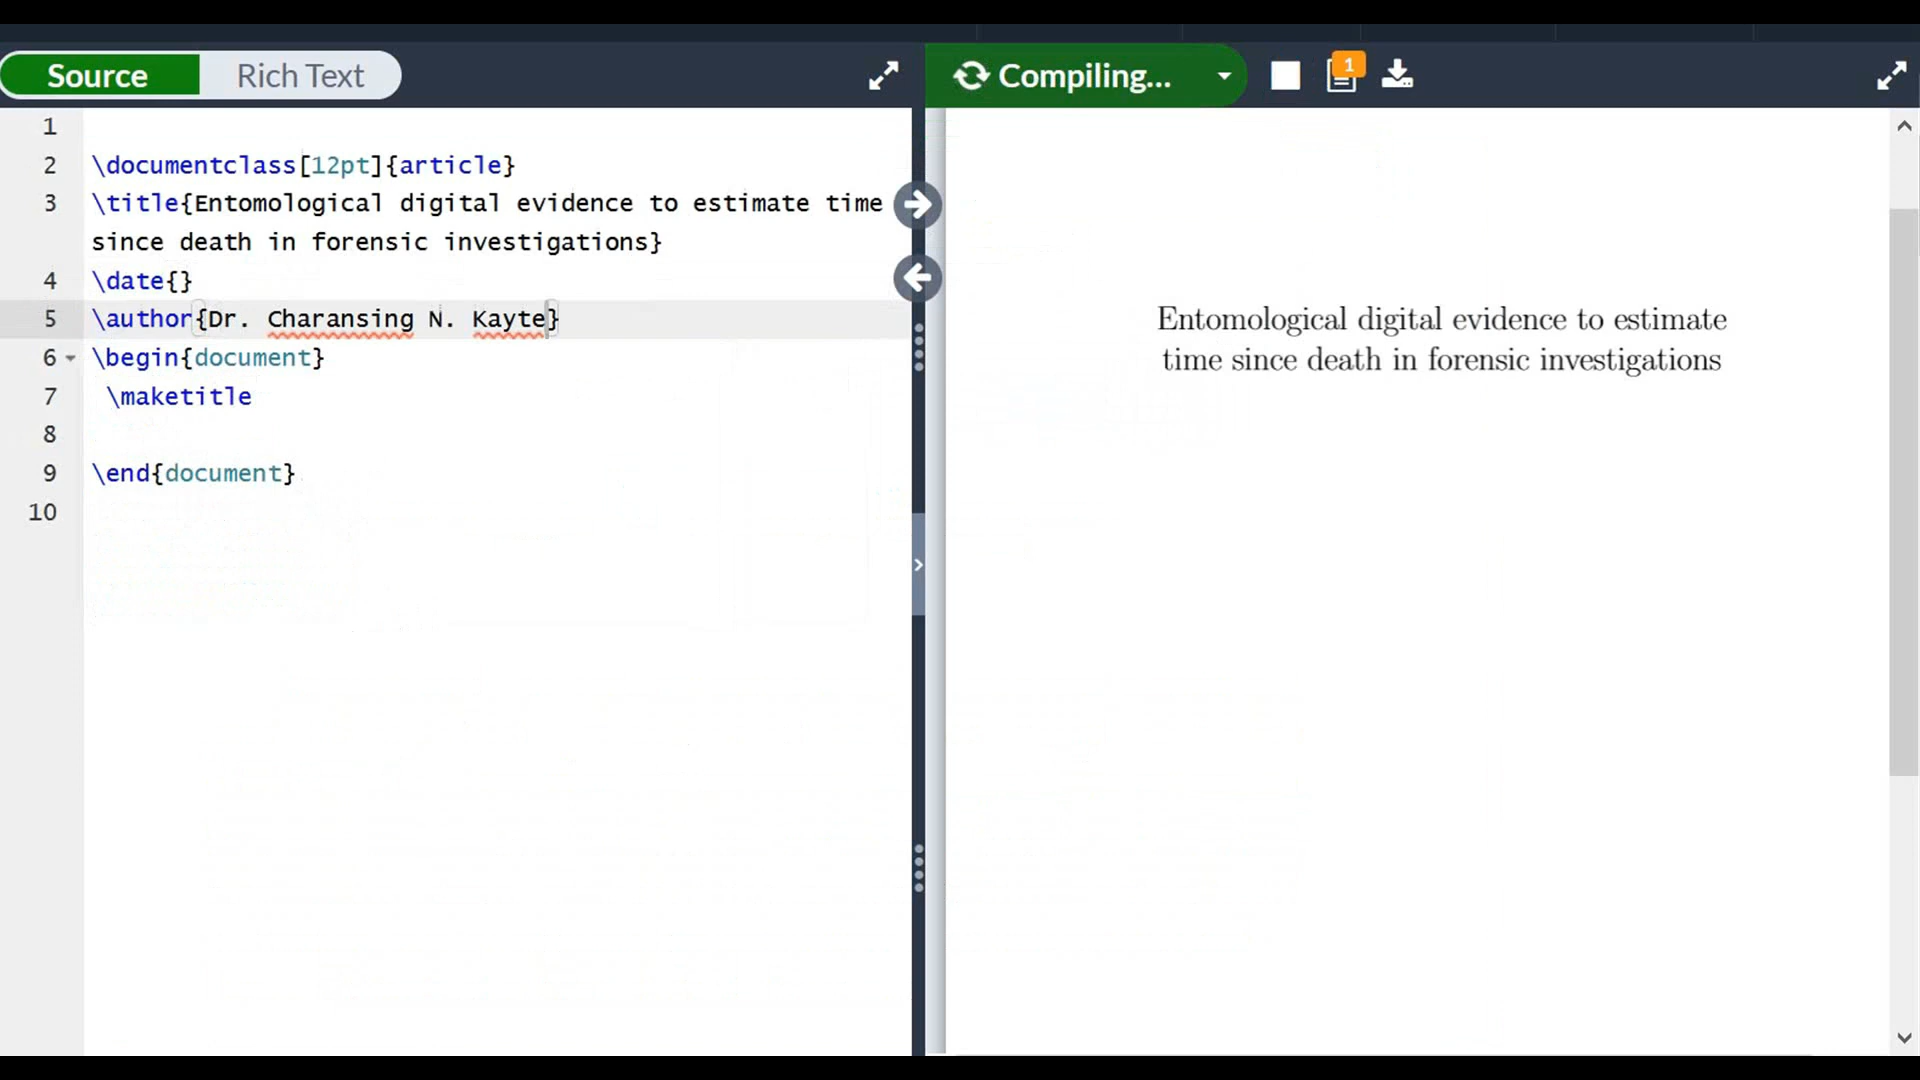 Source Rich Text
Compiling... 1
1
2 \documentclass[12pt]{article}
3 \title{Entomological digital evidence to estimate time
since death in forensic investigations}
4 \date{}
5 \author{Dr. Charansing N. Kayte}
6 \begin{document}
7 \maketitle
8
9 \end{document}
10
Entomological digital evidence to estimate
time since death in forensic investigations